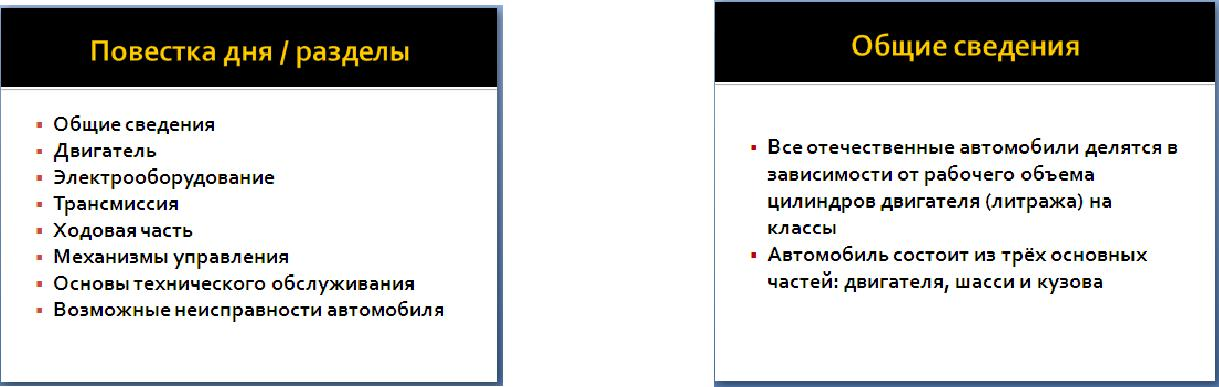 Повестка дня / разделы
Общие сведения
Двигатель
Электрооборудование
Трансмиссия
Ходовая часть
Механизмы управления
Основы технического обслуживания
Возможные неисправности автомобиля
Общие сведения
Все отечественные автомобили делятся в
зависимости от рабочего объема
цилиндров двигателя (литража) на
классы
Автомобиль состоит из трёх основных
частей: двигателя, шасси и кузова